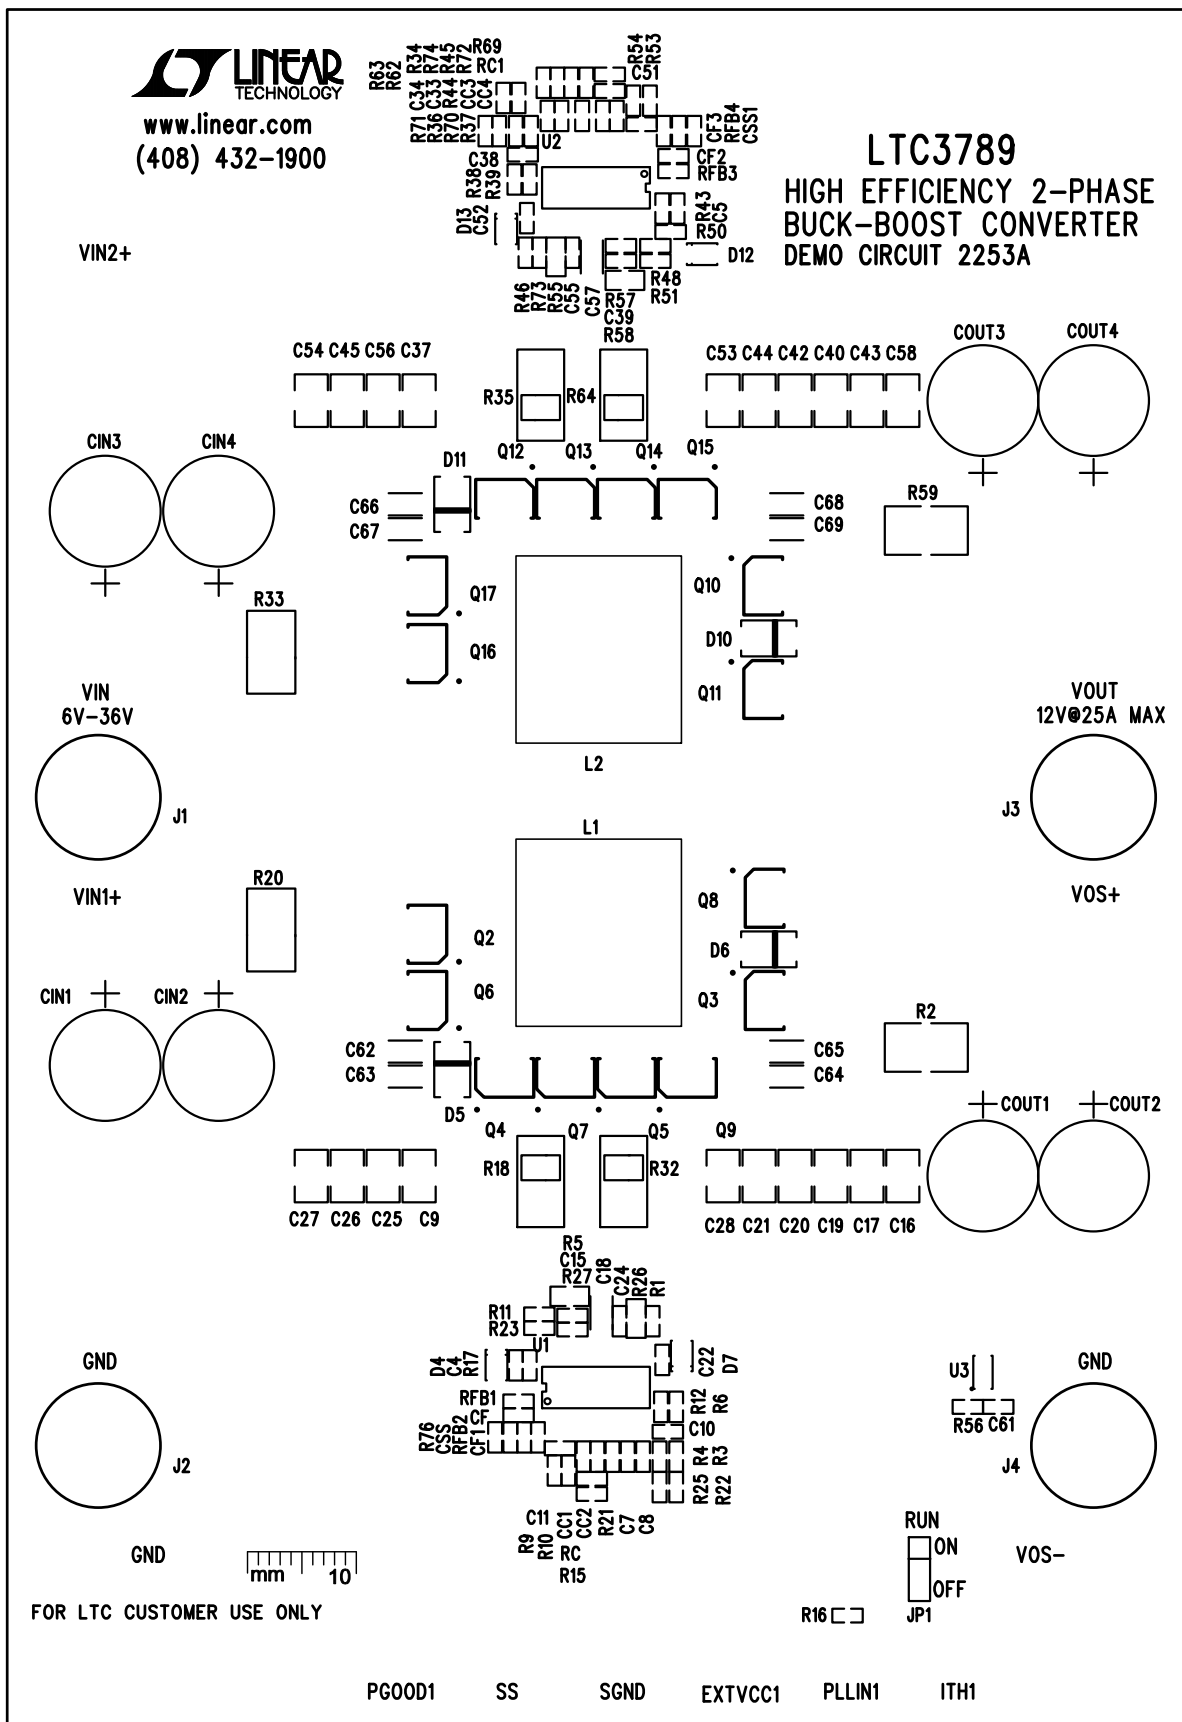 LINEAR
TECHNOLOGY
www.linear.com
(408) 432-1900
LTC3789
HIGH EFFICIENCY 2-PHASE
BUCK-BOOST CONVERTER
DEMO CIRCUIT 2253A
R63
R62
R34
R74
R45
R72
R69
RC1
C34
C33
R44
CC3
CC4
R71
R36
R70
R37
U2
R54
R53
C51
CF3
RFB4
CSS1
C38
R38
R39
CF2
RFB3
D13
C52
R43
C5
R50
D12
VIN2+
R46
R73
R55
C55
C57
R57
C39
R58
R48
R51
C54 C45 C56 C37
R35
R64
C53 C44 C42 C40 C43 C58
COUT3
COUT4
CIN3
CIN4
D11
Q12
Q13
Q14
Q15
C66
C67
C68
C69
R59
Q17
Q16
Q10
D10
Q11
R33
VIN
6V-36V
J1
VIN1+
L2
L1
VOUT
12V@25A MAX
J3
VOS+
R20
Q2
Q6
Q8
D6
Q3
CIN1
CIN2
C62
C63
D5
C65
C64
R2
COUT1
COUT2
Q4
Q7
Q5
Q9
R18
R32
C27 C26 C25 C9
C28 C21 C20 C19 C17 C16
R5
C15
R27
C18
C24
R26
R1
R11
R23
U1
D4
C4
R17
C22
D7
RFB1
CF
R76
CSS
RFB2
CF1
R12
R6
C10
R4
R3
R25
R22
C11
R9
R10
CC1
CC2
R21
C7
C8
RC
R15
GND
J2
GND
U3
R56
C61
GND
J4
VOS-
RUN
ON
OFF
JP1
R16
mm 10
FOR LTC CUSTOMER USE ONLY
PGOOD1 SS SGND EXTVCC1 PLLIN1 ITH1